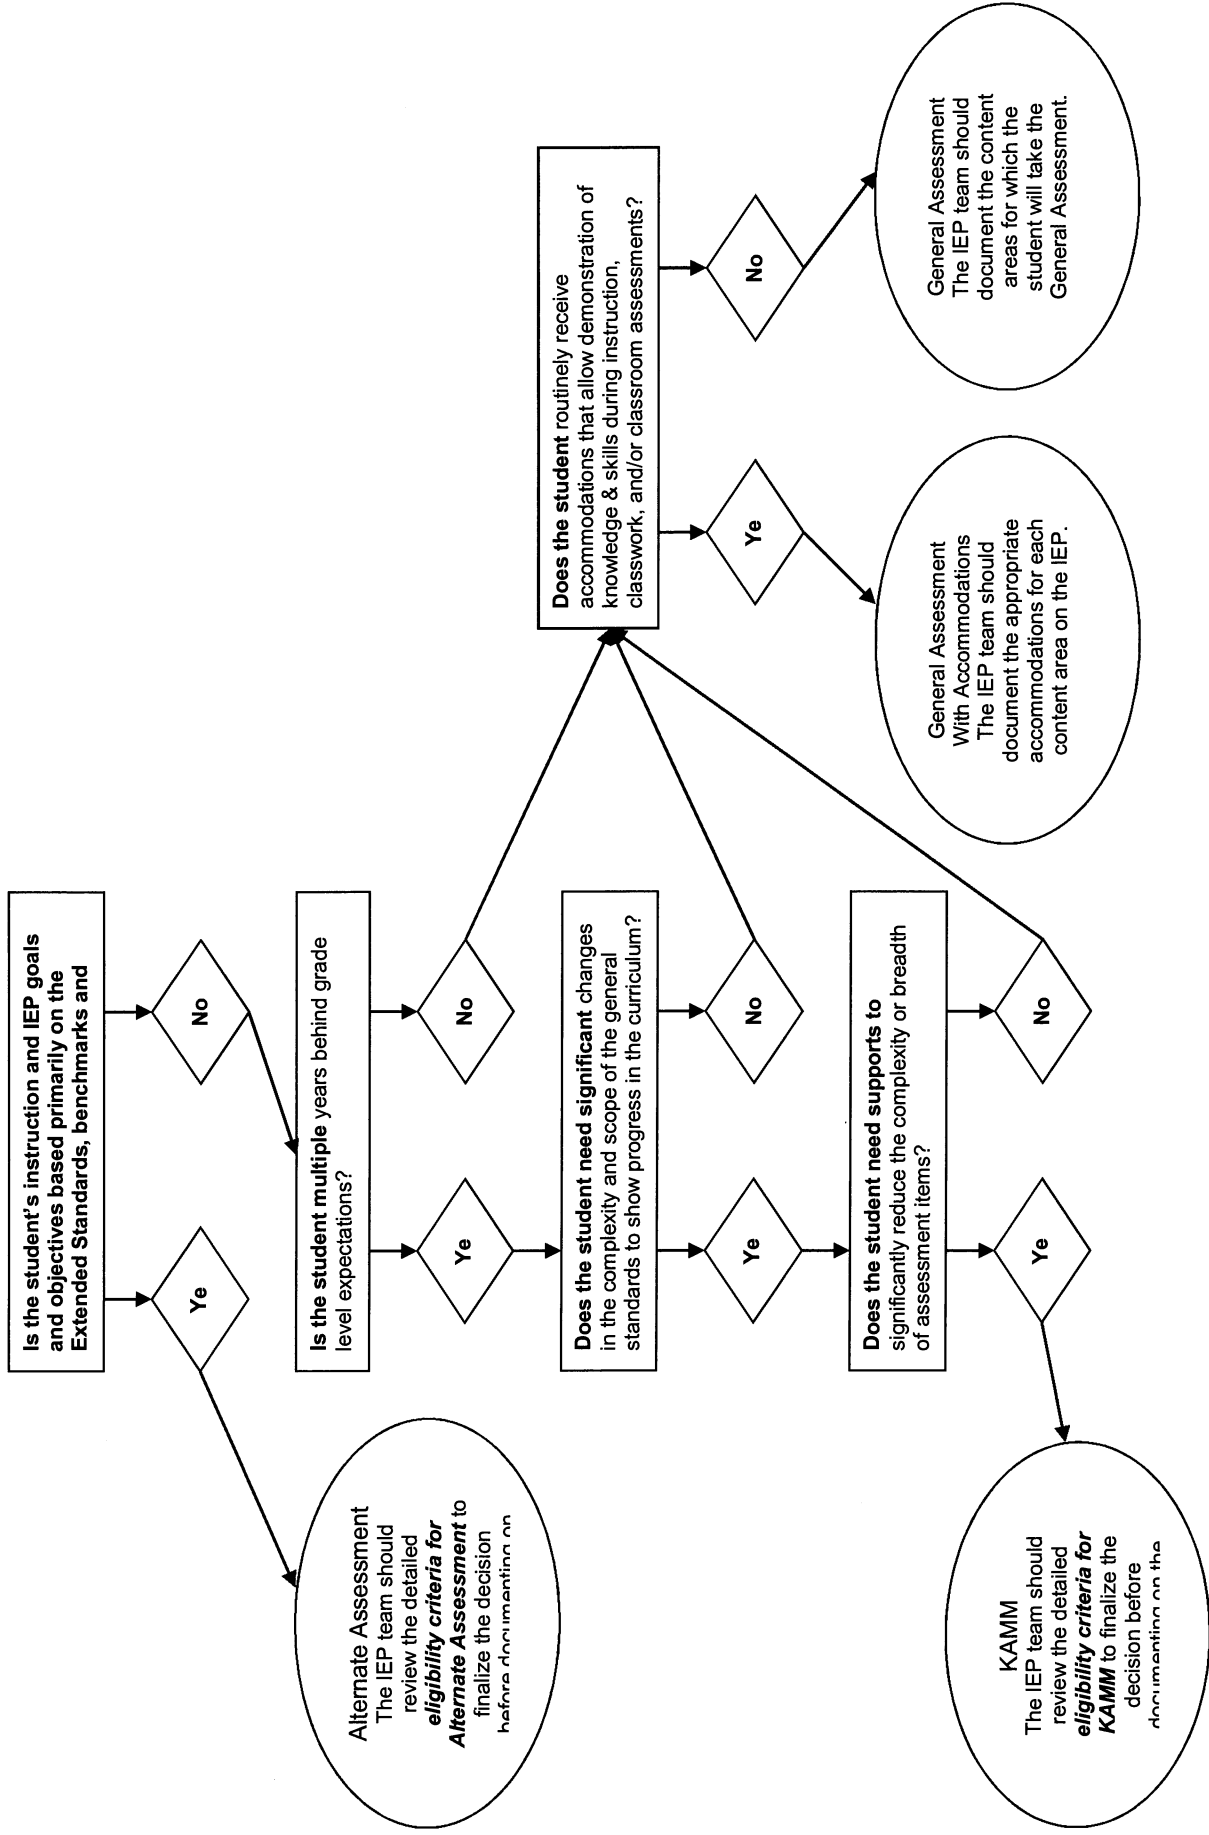 Is the student's instruction and IEP goals
and objectives based primarily on the
Extended Standards, benchmarks and
Ye
No
Alternate Assessment
The IEP team should
review the detailed
eligibility criteria for
Alternate Assessment to
finalize the decision
before documenting on
Is the student multiple years behind grade
level expectations?
Ye
No
Does the student need significant changes
in the complexity and scope of the general
standards to show progress in the curriculum?
Ye
No
Does the student need supports to
significantly reduce the complexity or breadth
of assessment items?
Ye
No
KAMM
The IEP team should
review the detailed
eligibility criteria for
KAMM to finalize the
decision before
documenting on the
Does the student routinely receive
accommodations that allow demonstration of
knowledge & skills during instruction,
classwork, and/or classroom assessments?
Ye
No
General Assessment
With Accommodations
The IEP team should
document the appropriate
accommodations for each
content area on the IEP.
General Assessment
The IEP team should
document the content
areas for which the
student will take the
General Assessment.